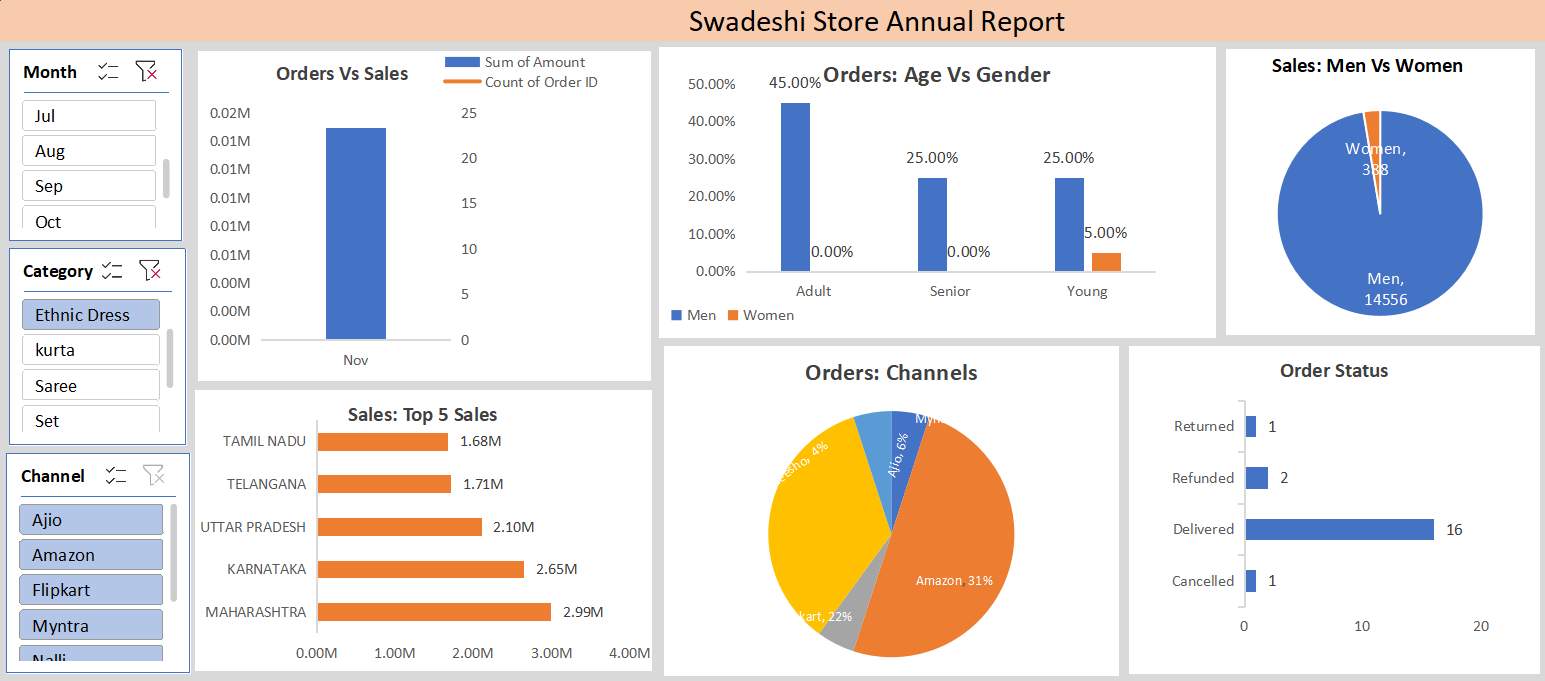 Swadeshi Store Annual Report
Month
Jul
Aug
Sep
Oct
Category
Ethnic Dress
kurta
Saree
Set
Channel
Ajio
Amazon
Flipkart
Myntra
Nalli
Orders Vs Sales
Sum of Amount
Count of Order ID
0.02M
0.01M
0.01M
0.01M
0.01M
0.01M
0.00M
0.00M
0.00M
25
20
15
10
5
0
Nov
Sales: Top 5 Sales
TAMIL NADU 1.68M
TELANGANA 1.71M
UTTAR PRADESH 2.10M
KARNATAKA 2.65M
MAHARASHTRA 2.99M
0.00M 1.00M 2.00M 3.00M 4.00M
Orders: Age Vs Gender
50.00%
40.00%
30.00%
20.00%
10.00%
0.00%
45.00%
0.00%
25.00%
0.00%
25.00%
5.00%
Adult Senior Young
Men Women
Sales: Men Vs Women
Women,
388
Men,
14556
Orders: Channels
Ajio, 6%
Amazon, 31%
kart, 22%
esho, 4%
Order Status
Returned 1
Refunded 2
Delivered 16
Cancelled 1
0 10 20